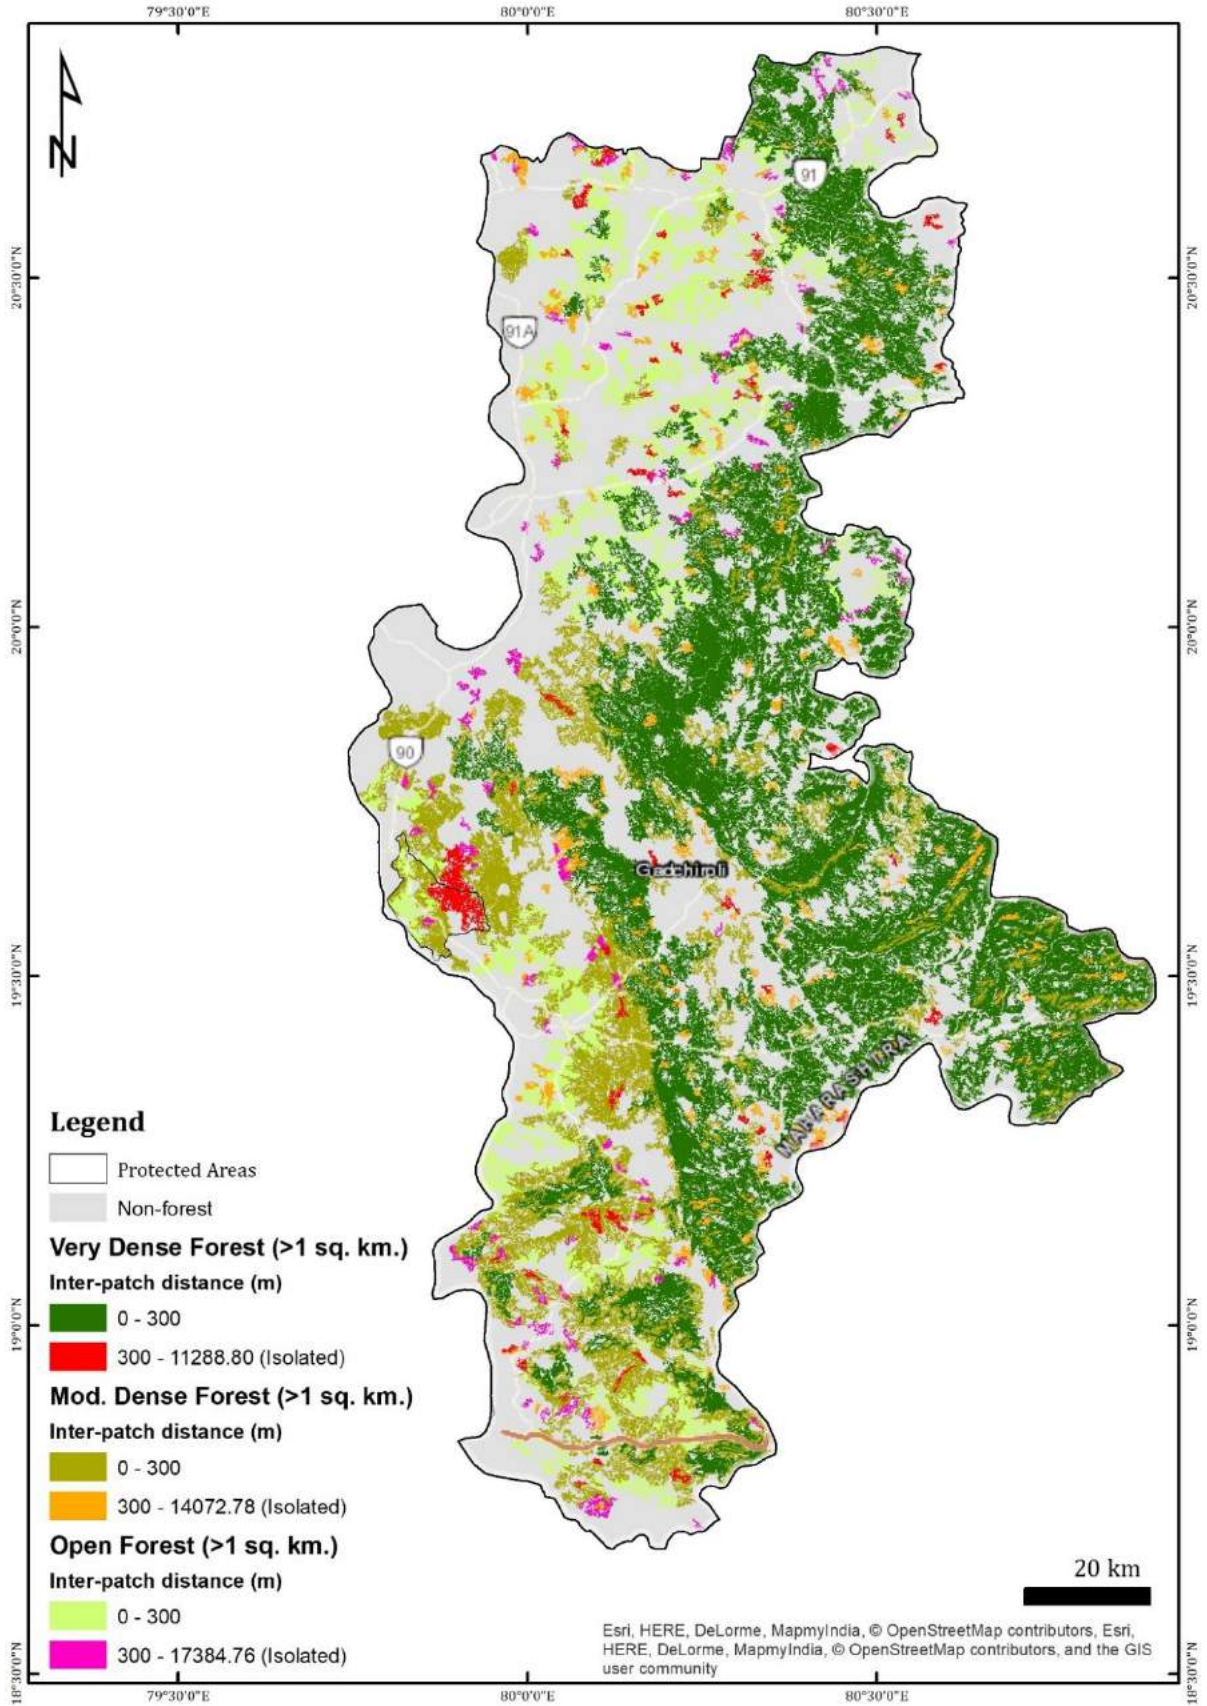 79°30'0"E 80°0'0"E 80°30'0"E
N
91
20°30'0"N 20°30'0"N
91A
20°0'0"N 20°0'0"N
90
Gadchiroli
19°30'0"N 19°30'0"N
MAHARASHTRA
Legend
Protected Areas
Non-forest
Very Dense Forest (>1 sq. km.)
Inter-patch distance (m)
0 - 300
300 - 11288.80 (Isolated)
Mod. Dense Forest (>1 sq. km.)
Inter-patch distance (m)
0 - 300
300 - 14072.78 (Isolated)
Open Forest (>1 sq. km.)
Inter-patch distance (m)
0 - 300
300 - 17384.76 (Isolated)
19°0'0"N 19°0'0"N
20 km
Esri, HERE, DeLorme, MapmyIndia, © OpenStreetMap contributors, Esri,
HERE, DeLorme, MapmyIndia, © OpenStreetMap contributors, and the GIS
user community
18°30'0"N 18°30'0"N
79°30'0"E 80°0'0"E 80°30'0"E